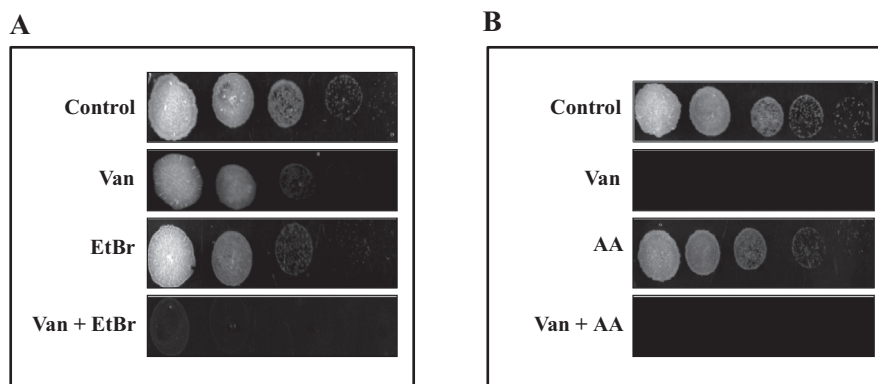 A
Control
Van
EtBr
Van + EtBr
B
Control
Van
AA
Van + AA